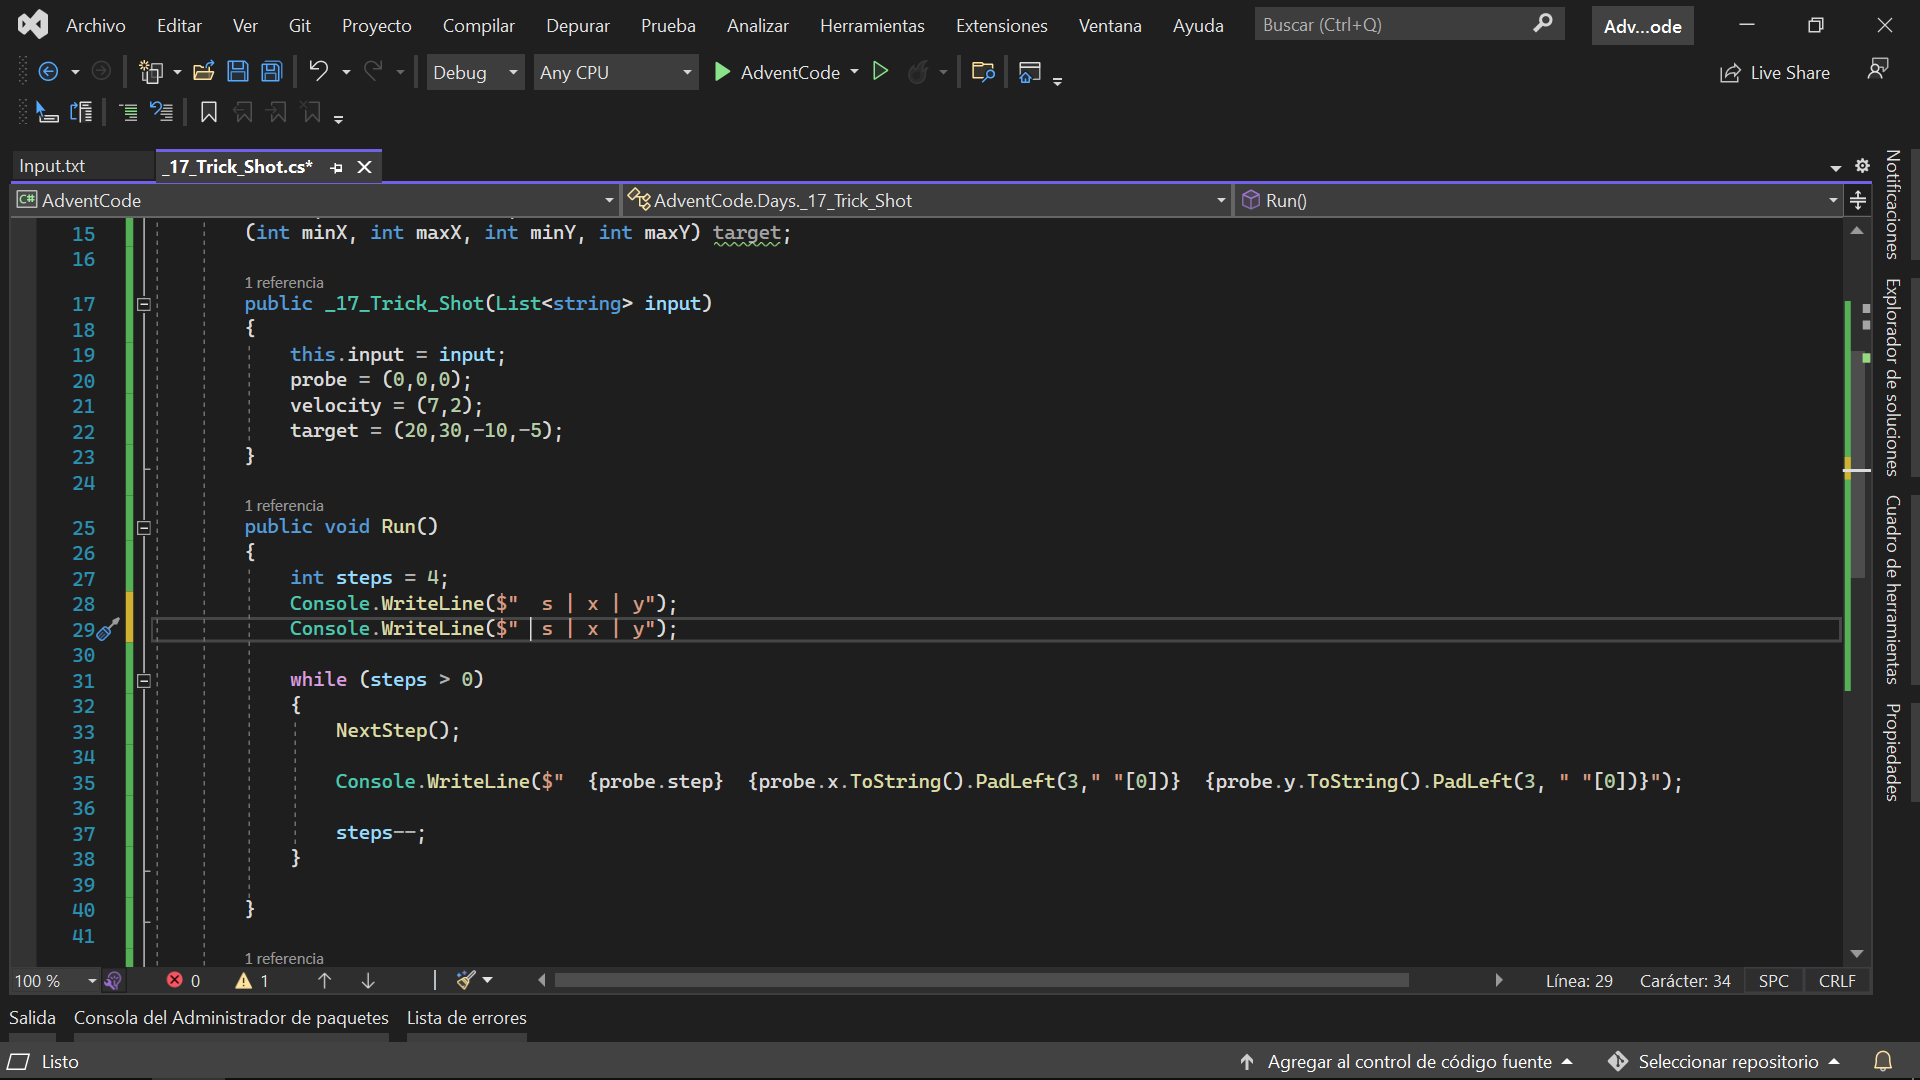 Archivo Editar Ver Git Proyecto Compilar Depurar Prueba Analizar Herramientas Extensiones Ventana Ayuda Buscar (Ctrl+Q) Adv...ode
Debug Any CPU AdventCode Live Share
Input.txt _17_Trick_Shot.cs*
C# AdventCode AdventCode.Days._17_Trick_Shot Run()
15 (int minX, int maxX, int minY, int maxY) target;
16
1 referencia
17 public _17_Trick_Shot(List<string> input)
18 {
19 this.input = input;
20 probe = (0,0,0);
21 velocity = (7,2);
22 target = (20,30,-10,-5);
23 }
24
1 referencia
25 public void Run()
26 {
27 int steps = 4;
28 Console.WriteLine($"  s | x | y");
29 Console.WriteLine($"  s | x | y");
30
31 while (steps > 0)
32 {
33 NextStep();
34
35 Console.WriteLine($"  {probe.step}  {probe.x.ToString().PadLeft(3," "[0])}  {probe.y.ToString().PadLeft(3, " "[0])}");
36
37 steps--;
38 }
39
40 }
41
1 referencia
100 % 0 1 Línea: 29 Carácter: 34 SPC CRLF
Salida Consola del Administrador de paquetes Lista de errores
Listo Agregar al control de código fuente Seleccionar repositorio
Notificaciones
Explorador de soluciones
Cuadro de herramientas
Propiedades